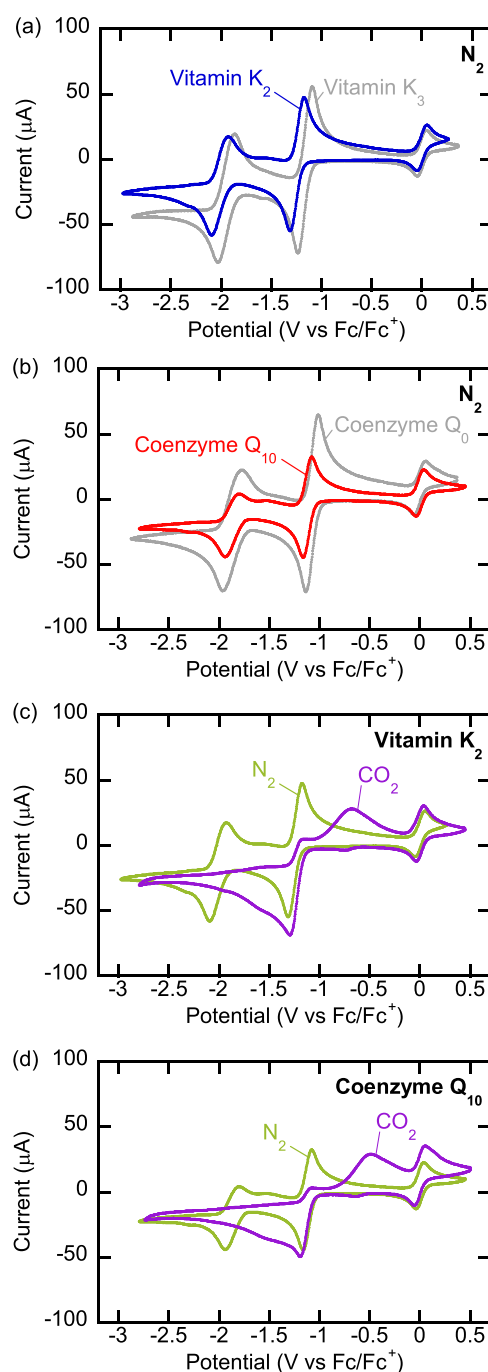 (a)
100
50
0
-50
-100
Current (μA)
N2
Vitamin K2
Vitamin K3
-3 -2.5 -2 -1.5 -1 -0.5 0 0.5
Potential (V vs Fc/Fc+)
(b)
100
50
0
-50
-100
Current (μA)
N2
Coenzyme Q0
Coenzyme Q10
-3 -2.5 -2 -1.5 -1 -0.5 0 0.5
Potential (V vs Fc/Fc+)
(c)
100
50
0
-50
-100
Current (μA)
Vitamin K2
N2
CO2
-3 -2.5 -2 -1.5 -1 -0.5 0 0.5
Potential (V vs Fc/Fc+)
(d)
100
50
0
-50
-100
Current (μA)
Coenzyme Q10
N2
CO2
-3 -2.5 -2 -1.5 -1 -0.5 0 0.5
Potential (V vs Fc/Fc+)